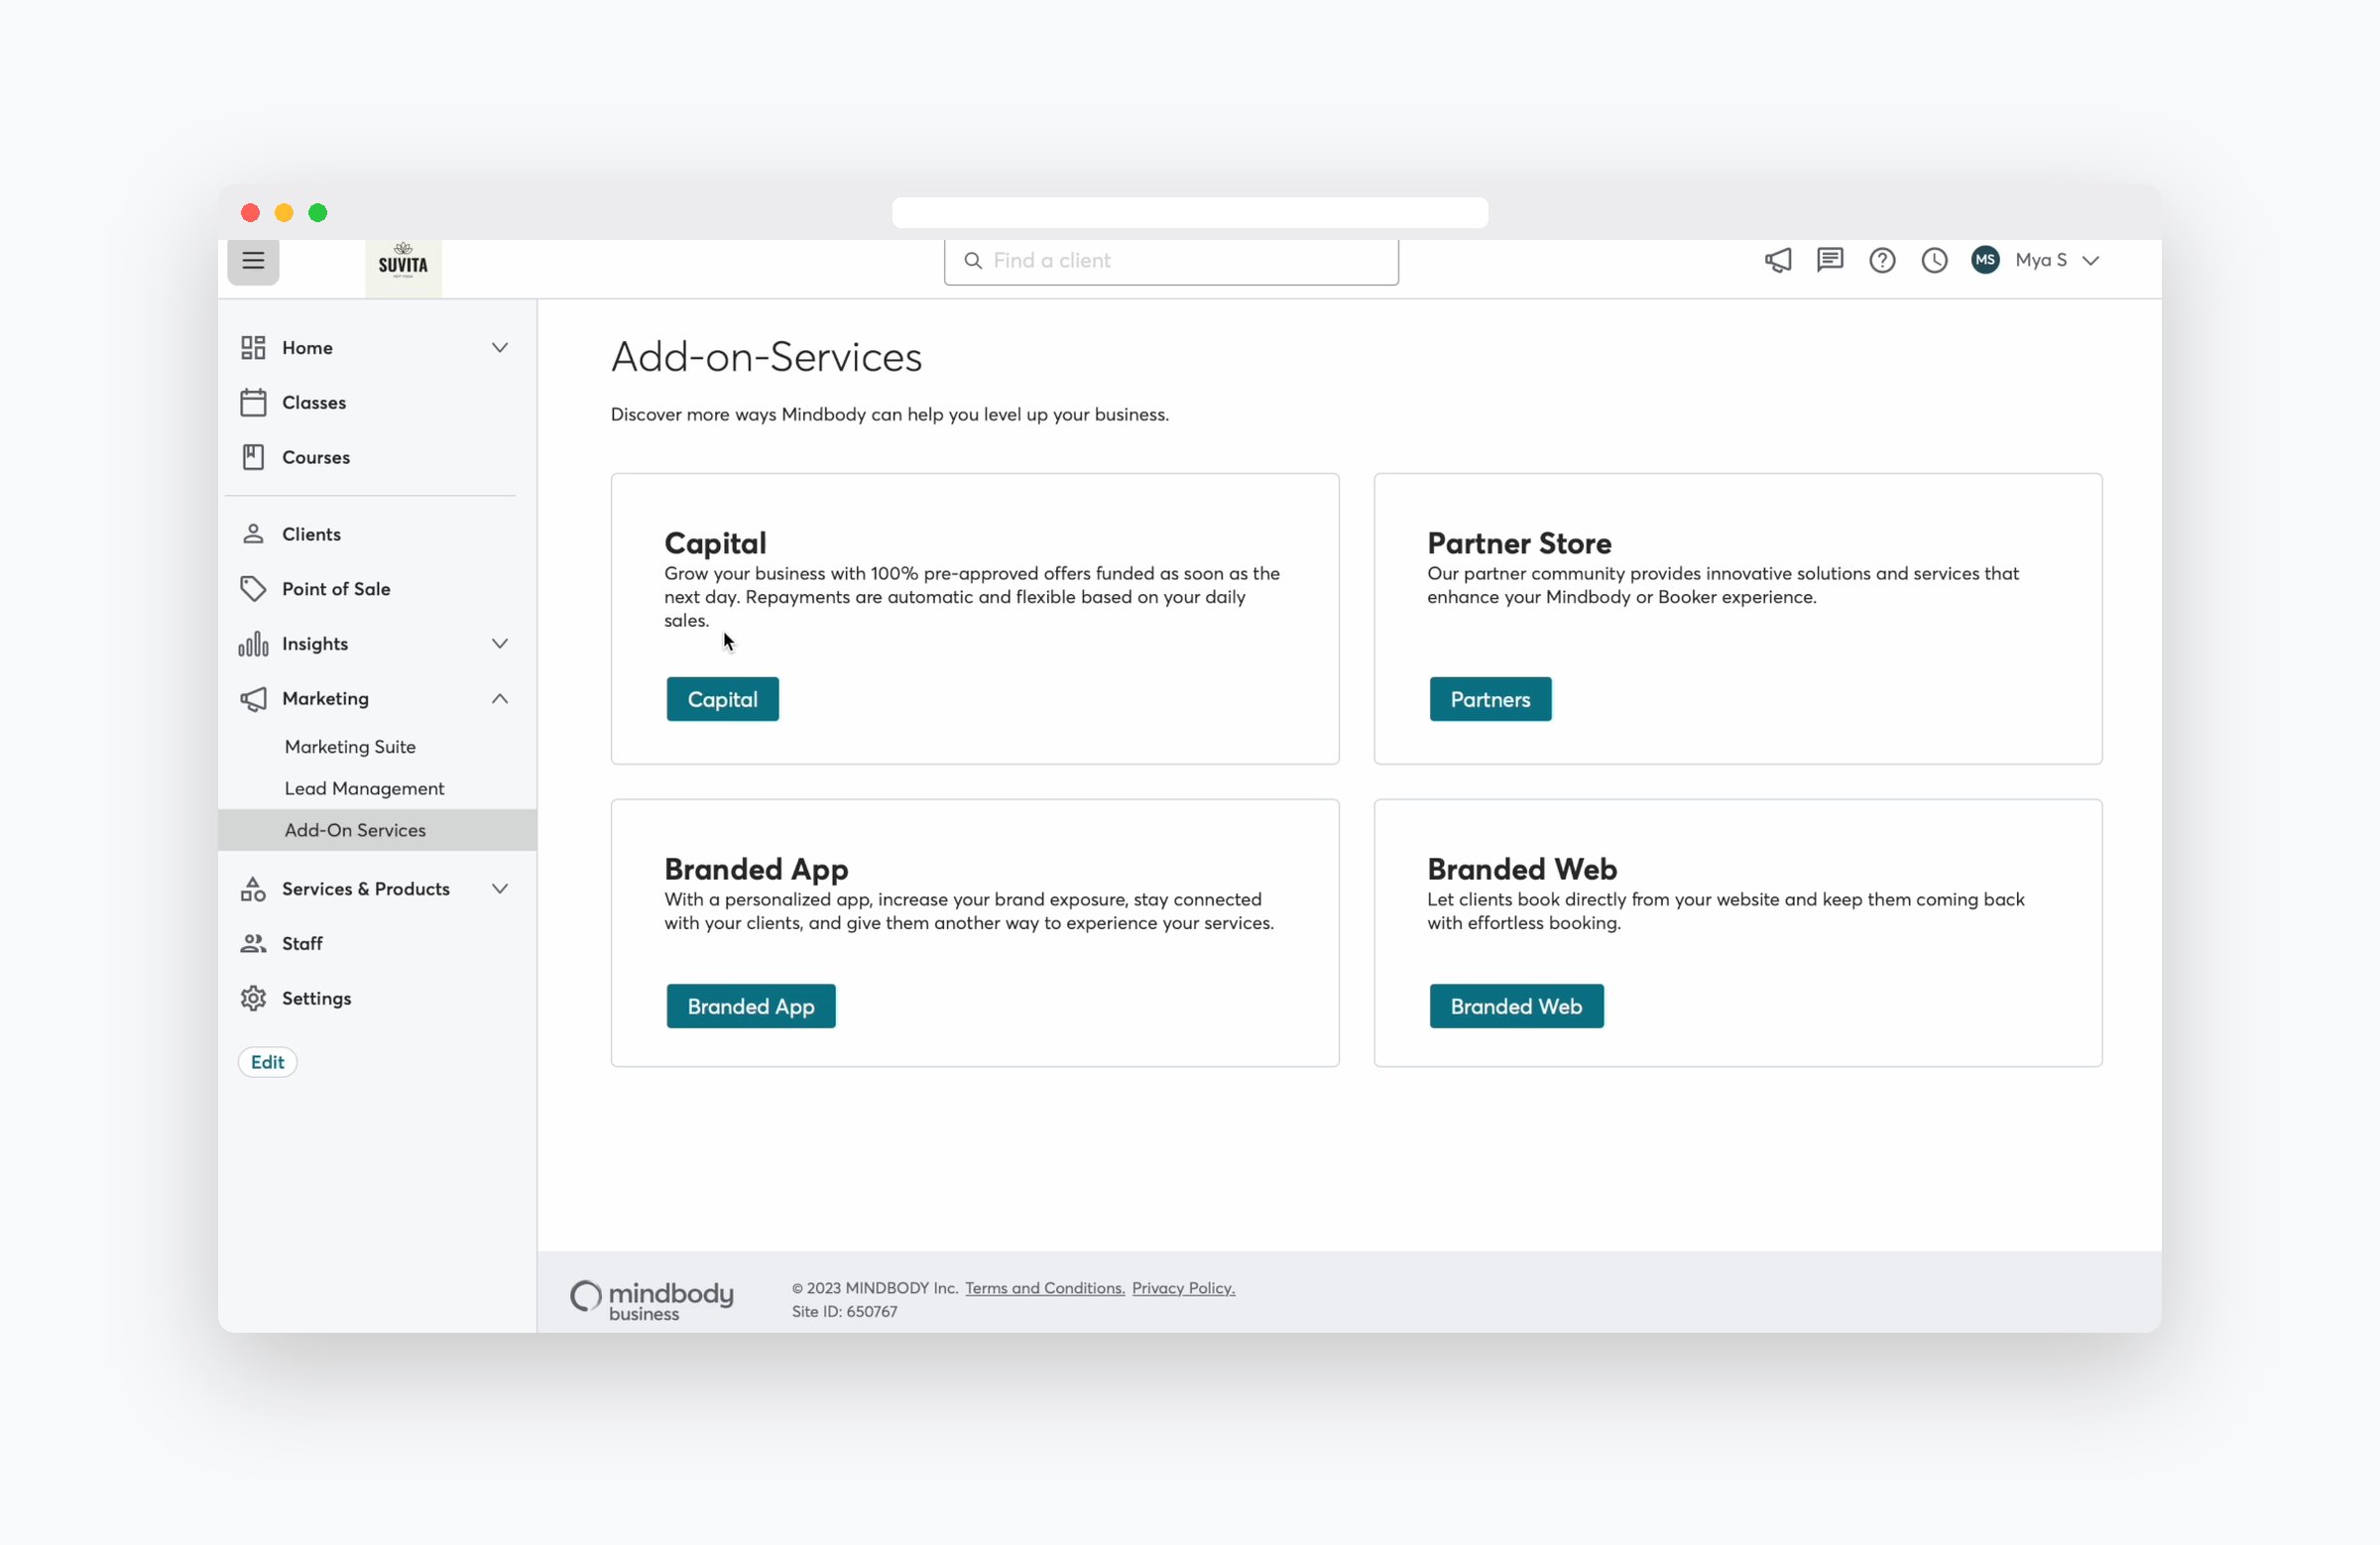 SUVITA
Find a client
MS
Mya S
Home
Classes
Courses
Clients
Point of Sale
Insights
Marketing
Marketing Suite
Lead Management
Add-On Services
Services & Products
Staff
Settings
Edit
Add-on-Services
Discover more ways Mindbody can help you level up your business.
Capital
Grow your business with 100% pre-approved offers funded as soon as the
next day. Repayments are automatic and flexible based on your daily
sales.
Capital
Partner Store
Our partner community provides innovative solutions and services that
enhance your Mindbody or Booker experience.
Partners
Branded App
With a personalized app, increase your brand exposure, stay connected
with your clients, and give them another way to experience your services.
Branded App
Branded Web
Let clients book directly from your website and keep them coming back
with effortless booking.
Branded Web
mindbody
business
© 2023 MINDBODY Inc. Terms and Conditions. Privacy Policy.
Site ID: 650767